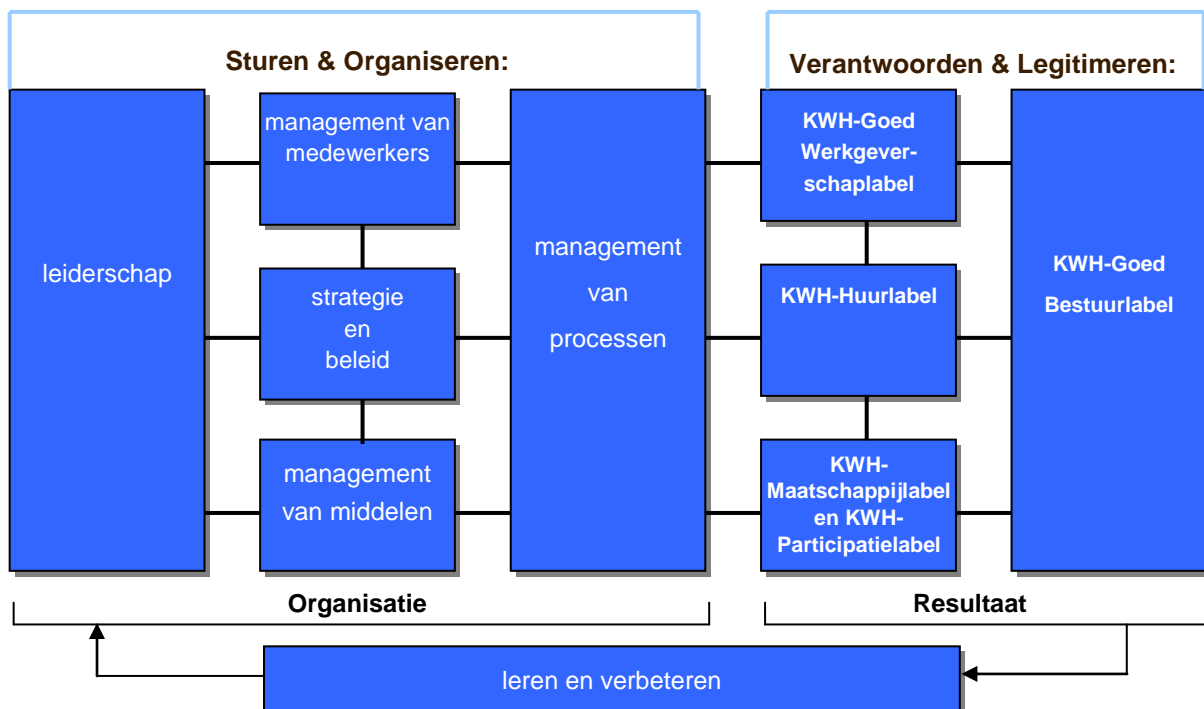 Sturen & Organiseren:
Verantwoorden & Legitimeren:
leiderschap
management van
medewerkers
strategie
en
beleid
management
van middelen
management
van
processen
KWH-Goed
Werkgever-
schaplabel
KWH-Huurlabel
KWH-
Maatschappijlabel
en KWH-
Participatielabel
KWH-Goed
Bestuurlabel
Organisatie
Resultaat
leren en verbeteren